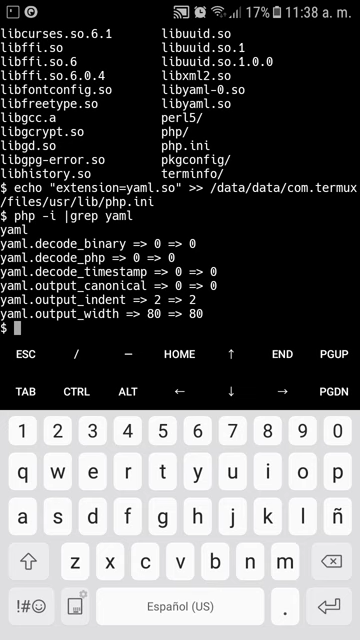 17% 11:38 a. m.
libcurses.so.6.1 libuuid.so
libffi.so libuuid.so.1
libffi.so.6 libuuid.so.1.0.0
libffi.so.6.0.4 libxml2.so
libfontconfig.so libyaml-0.so
libfreetype.so libyaml.so
libgcc.a perl5/
libgcrypt.so php/
libgd.so php.ini
libgpg-error.so pkgconfig/
libhistory.so terminfo/
$ echo "extension=yaml.so" >> /data/data/com.termux
/files/usr/lib/php.ini
$ php -i |grep yaml
yaml
yaml.decode_binary => 0 => 0
yaml.decode_php => 0 => 0
yaml.decode_timestamp => 0 => 0
yaml.output_canonical => 0 => 0
yaml.output_indent => 2 => 2
yaml.output_width => 80 => 80
$
ESC / — HOME ↑ END PGUP
TAB CTRL ALT ← ↓ → PGDN
1 2 3 4 5 6 7 8 9 0
q w e r t y u i o p
a s d f g h j k l ñ
z x c v b n m
!#☺ Español (US) .